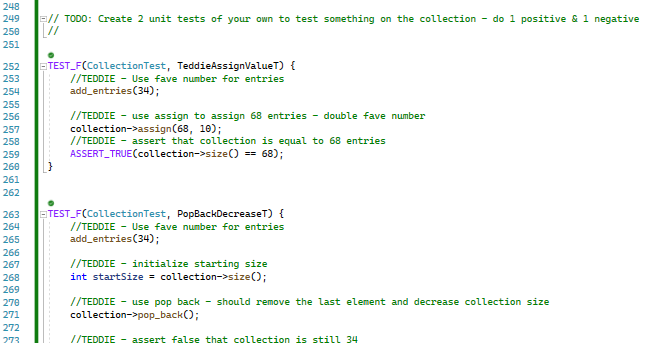 248
249 // TODO: Create 2 unit tests of your own to test something on the collection - do 1 positive & 1 negative
250 //
251
252 TEST_F(CollectionTest, TeddieAssignValueT) {
253 //TEDDIE - Use fave number for entries
254 add_entries(34);
255
256 //TEDDIE - use assign to assign 68 entries - double fave number
257 collection->assign(68, 10);
258 //TEDDIE - assert that collection is equal to 68 entries
259 ASSERT_TRUE(collection->size() == 68);
260 }
261
262
263 TEST_F(CollectionTest, PopBackDecreaseT) {
264 //TEDDIE - Use fave number for entries
265 add_entries(34);
266
267 //TEDDIE - initialize starting size
268 int startSize = collection->size();
269
270 //TEDDIE - use pop back - should remove the last element and decrease collection size
271 collection->pop_back();
272
273 //TEDDIE - assert false that collection is still 34